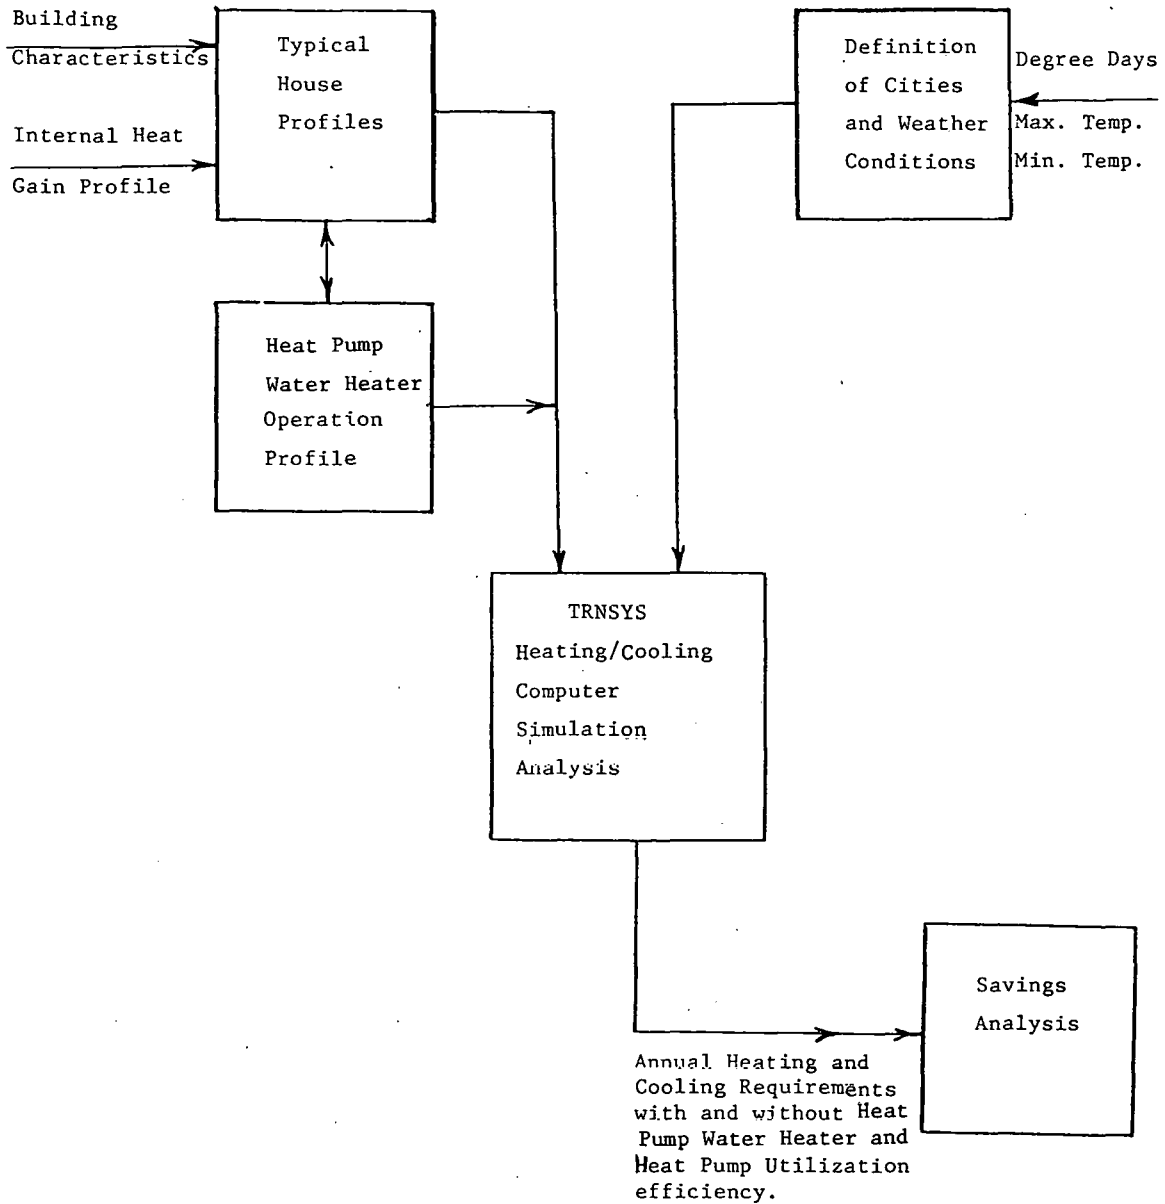 Building
Characteristics
Internal Heat
Gain Profile
Typical
House
Profiles
Definition
of Cities
and Weather
Conditions
Degree Days
Max. Temp.
Min. Temp.
Heat Pump
Water Heater
Operation
Profile
TRNSYS
Heating/Cooling
Computer
Simulation
Analysis
Annual Heating and
Cooling Requirements
with and without Heat
Pump Water Heater and
Heat Pump Utilization
efficiency.
Savings
Analysis